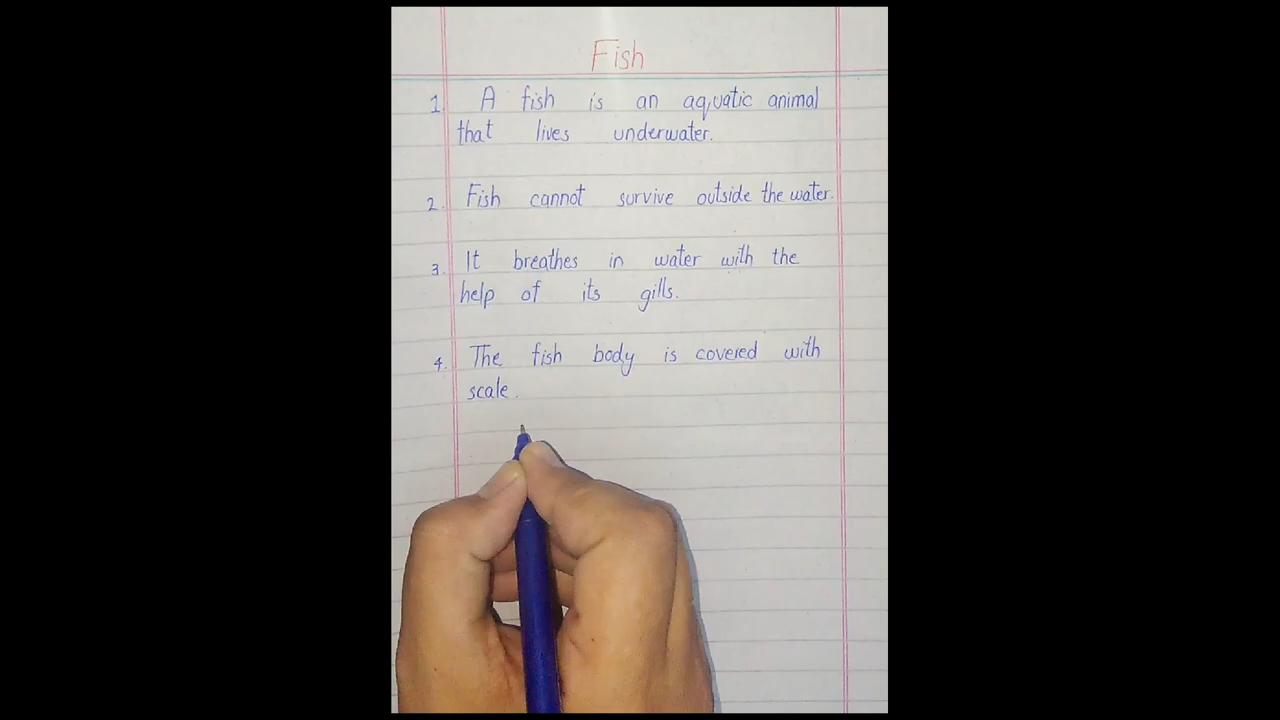 Fish
1. A fish is an aquatic animal
that lives underwater.
2. Fish cannot survive outside the water.
3. It breathes in water with the
help of its gills.
4. The fish body is covered with
scale.